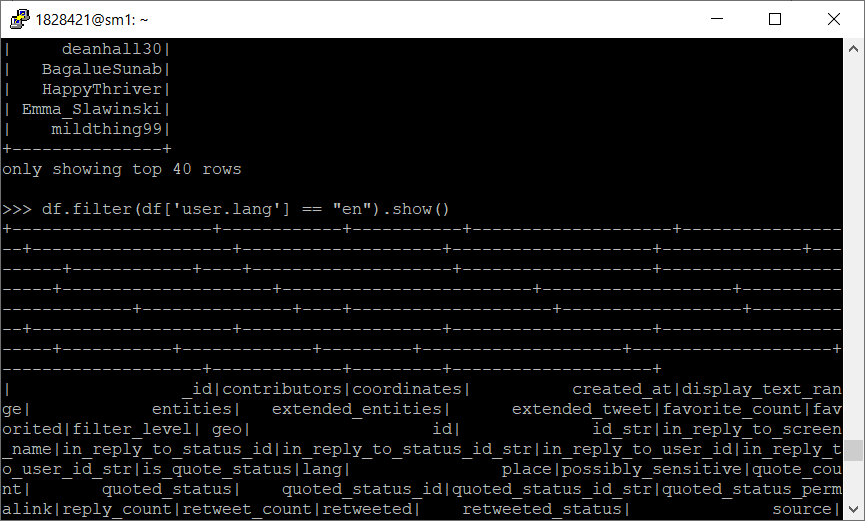 1828421@sm1: ~
|     deanhall30|
|   BagalueSunab|
|   HappyThriver|
| Emma_Slawinski|
|    mildthing99|
+---------------+
only showing top 40 rows
>>> df.filter(df['user.lang'] == "en").show()
+--------------------+------------+-----------+--------------------+----------------
--+--------------------+--------------------+--------------------+--------------+---
------+------------+----+--------------------+--------------------+-----------------
-----+---------------------+-------------------------+-------------------+----------
-------------+---------------+----+--------------------+------------------+---------
--+--------------------+--------------------+--------------------+------------------
-----+-----------+-------------+---------+--------------------+--------------------+
--------------------+-------------+--------+--------------------+
|                 _id|contributors|coordinates|          created_at|display_text_ran
ge|            entities|   extended_entities|      extended_tweet|favorite_count|fav
orited|filter_level| geo|                  id|              id_str|in_reply_to_screen
_name|in_reply_to_status_id|in_reply_to_status_id_str|in_reply_to_user_id|in_reply_t
o_user_id_str|is_quote_status|lang|               place|possibly_sensitive|quote_cou
nt|       quoted_status|    quoted_status_id|quoted_status_id_str|quoted_status_perm
alink|reply_count|retweet_count|retweeted|    retweeted_status|              source|